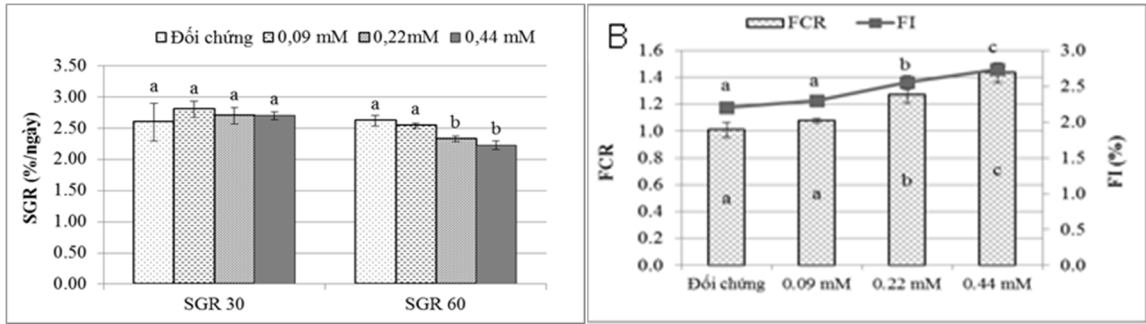 Đối chứng 0,09 mM 0,22mM 0,44 mM
3.50
3.00
2.50
2.00
1.50
1.00
0.50
0.00
SGR (%/ngày)
a a a a
a a b b
SGR 30 SGR 60
B
FCR FI
1.6
1.4
1.2
1.0
0.8
0.6
0.4
0.2
0.0
FCR
a a b c
a a b c
3.0
2.5
2.0
1.5
1.0
0.5
0.0
FI (%)
Đối chứng 0.09 mM 0.22 mM 0.44 mM